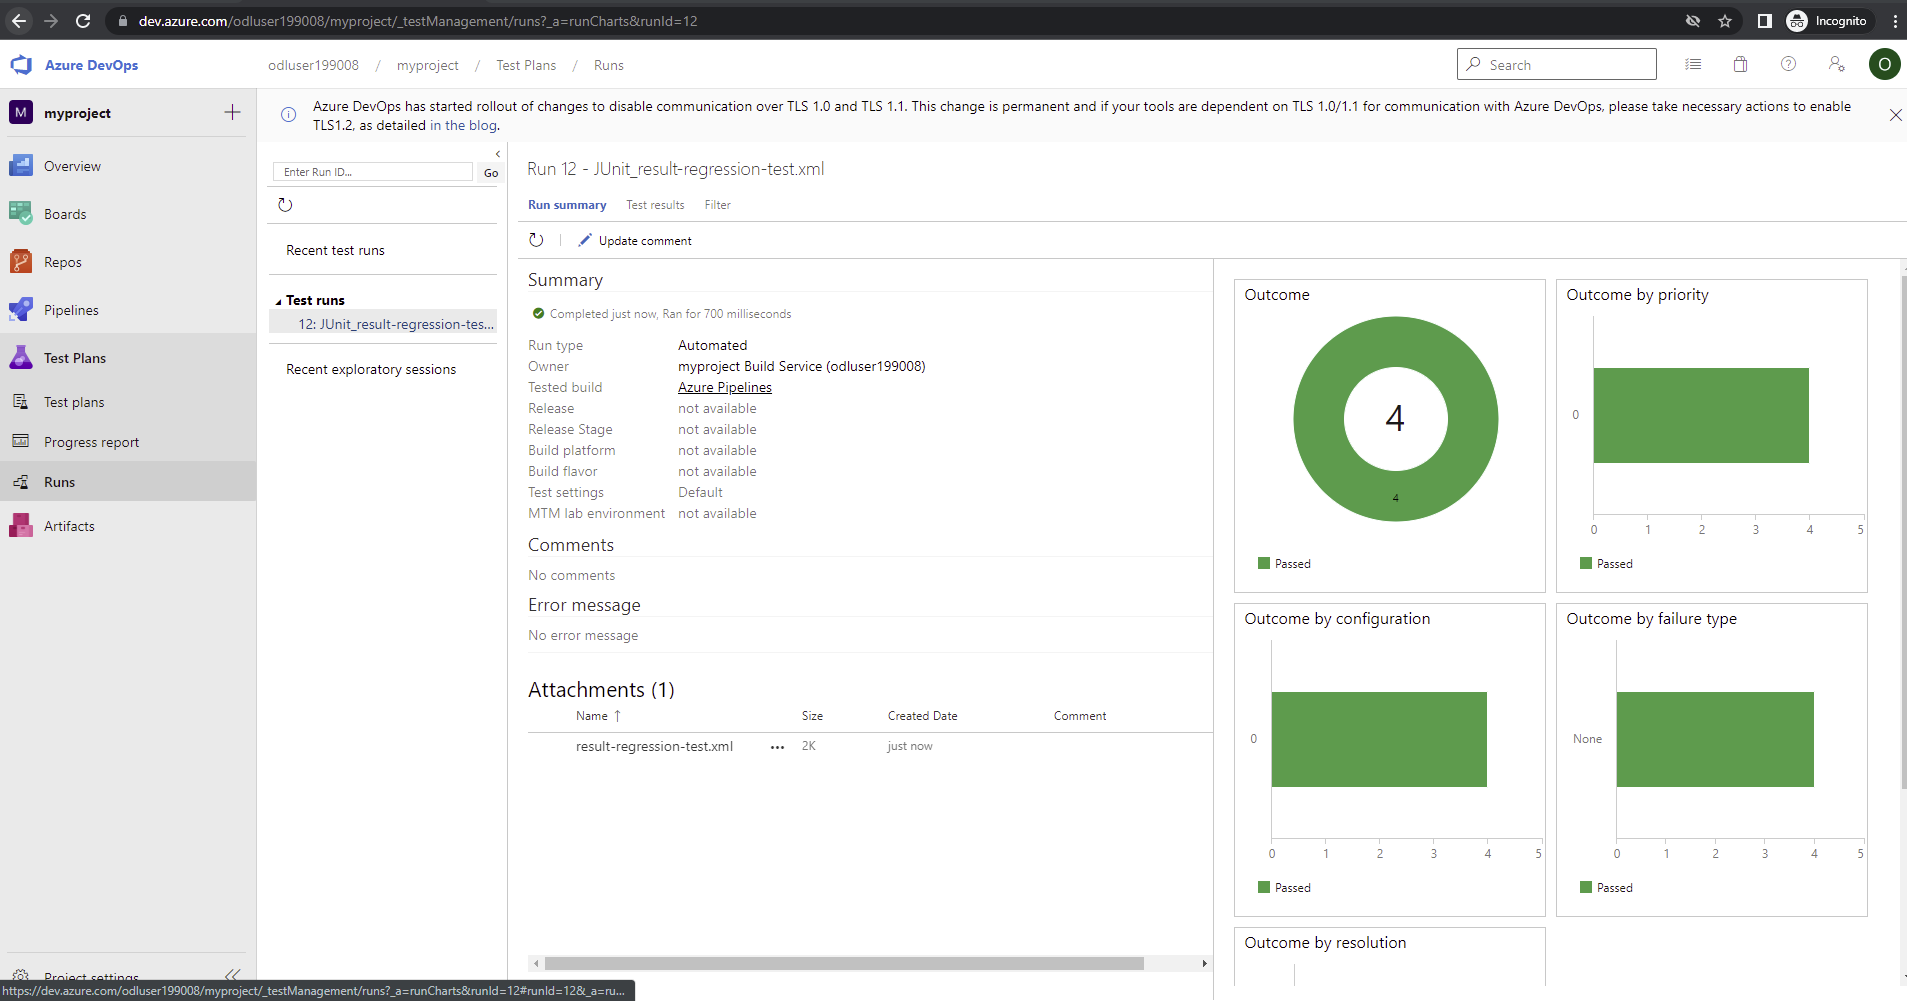 dev.azure.com/odluser199008/myproject/_testManagement/runs?_a=runCharts&runId=12
Incognito
Azure DevOps
odluser199008 / myproject / Test Plans / Runs
Search
O
M myproject
Azure DevOps has started rollout of changes to disable communication over TLS 1.0 and TLS 1.1. This change is permanent and if your tools are dependent on TLS 1.0/1.1 for communication with Azure DevOps, please take necessary actions to enable
TLS1.2, as detailed in the blog.
Overview
Boards
Repos
Pipelines
Test Plans
Test plans
Progress report
Runs
Artifacts
Project settings
Enter Run ID...
Go
Recent test runs
Test runs
12: JUnit_result-regression-tes...
Recent exploratory sessions
Run 12 - JUnit_result-regression-test.xml
Run summary Test results Filter
Update comment
Summary
Completed just now, Ran for 700 milliseconds
Run type Automated
Owner myproject Build Service (odluser199008)
Tested build Azure Pipelines
Release not available
Release Stage not available
Build platform not available
Build flavor not available
Test settings Default
MTM lab environment not available
Comments
No comments
Error message
No error message
Attachments (1)
Name ↑ Size Created Date Comment
result-regression-test.xml ... 2K just now
Outcome
4
4
Passed
Outcome by priority
0
0 1 2 3 4 5
Passed
Outcome by configuration
0
0 1 2 3 4 5
Passed
Outcome by failure type
None
0 1 2 3 4 5
Passed
Outcome by resolution
https://dev.azure.com/odluser199008/myproject/_testManagement/runs?_a=runCharts&runId=12#runId=12&_a=ru...